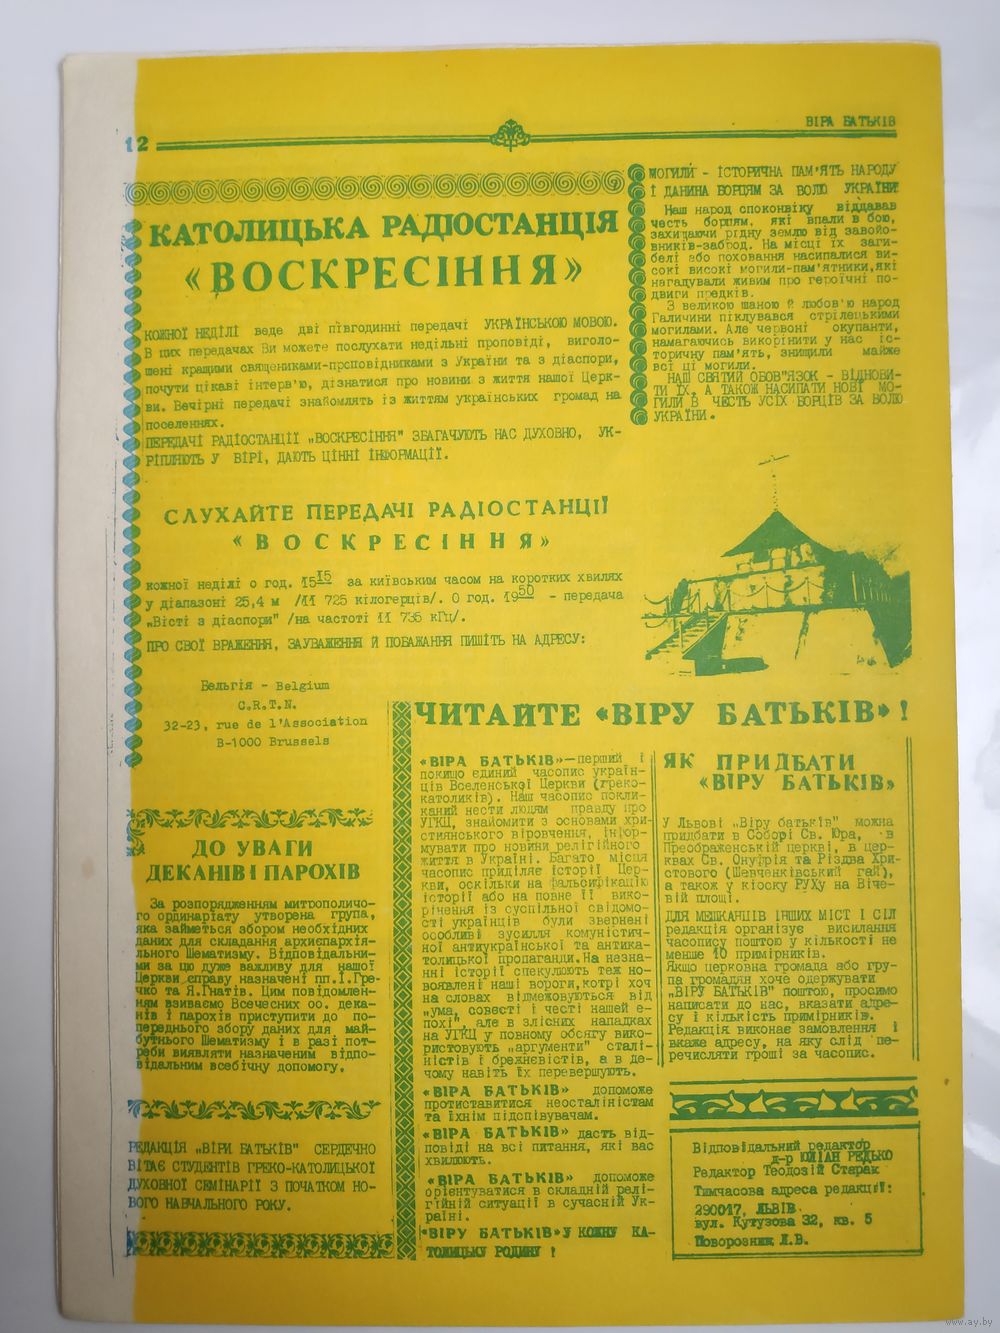 12
ВІРА БАТЬКІВ
КАТОЛИЦЬКА РАДІОСТАНЦІЯ
«ВОСКРЕСІННЯ»
КОЖНОЇ НЕДІЛІ веде дві півгодинні передачі УКРАЇНСЬКОЮ МОВОЮ.
В цих передачах Ви можете послухати недільні проповіді, виголо-
шені кращими священиками-проповідниками з України та з діаспори,
почути цікаві інтерв'ю, дізнатися про новини з життя нашої Церк-
ви. Вечірні передачі знайомлять із життям українських громад на
поселеннях.
ПЕРЕДАЧІ РАДІОСТАНЦІЇ „ВОСКРЕСІННЯ" ЗБАГАЧУЮТЬ НАС ДУХОВНО, УК-
РІПЛЯЮТЬ У ВІРІ, ДАЮТЬ ЦІННІ ІНФОРМАЦІЇ.
СЛУХАЙТЕ ПЕРЕДАЧІ РАДІОСТАНЦІЇ
«ВОСКРЕСІННЯ»
кожної неділі о год. 15 15 за київським часом на коротких хвилях
у діапазоні 25,4 м /11 725 кілогерців/. О год. 19 50 - передача
„Вісті з діаспори" /на частоті 11 735 кГц/.
ПРО СВОЇ ВРАЖЕННЯ, ЗАУВАЖЕННЯ Й ПОБАЖАННЯ ПИШІТЬ НА АДРЕСУ:
Бельгія - Belgium
C.R.T.N.
32-23, rue de l'Association
B-1000 Brussels
МОГИЛИ - ІСТОРИЧНА ПАМ'ЯТЬ НАРОДУ
І ДАНИНА БОРЦЯМ ЗА ВОЛЮ УКРАЇНИ!
Наш народ споконвіку віддавав
честь борцям, які впали в бою,
захищаючи рідну землю від завойо-
вників-заброд. На місці їх заги-
белі або поховання насипалися ви-
сокі високі могили-пам'ятники,які
нагадували живим про героїчні по-
двиги предків.
З великою шаною й любов'ю народ
Галичини піклувався стрілецькими
могилами. Але червоні окупанти,
намагаючись викорінити у нас іс-
торичну пам'ять, знищили майже
всі ці могили.
НАШ СВЯТИЙ ОБОВ"ЯЗОК - ВІДНОВИ-
ТИ ЇХ, А ТАКОЖ НАСИПАТИ НОВІ МО-
ГИЛИ В ЧЕСТЬ УСІХ БОРЦІВ ЗА ВОЛЮ
УКРАЇНИ.
ДО УВАГИ
ДЕКАНІВ І ПАРОХІВ
За розпорядженням митрополичо-
го ординаріату утворена група,
яка займеться збором необхідних
даних для складання архиєпархія-
льного Шематизму. Відповідальни-
ми за цю дуже важливу для нашої
Церкви справу назначені пп.І.Гре-
чко та Я.Гнатів. Цим повідомлен-
ням взиваємо Всечесних оо. дека-
нів і парохів приступити до по-
переднього збору даних для май-
бутнього Шематизму і в разі пот-
реби виявляти назначеним відпо-
відальним всебічну допомогу.
РЕДАКЦІЯ „ВІРИ БАТЬКІВ" СЕРДЕЧНО
ВІТАЄ СТУДЕНТІВ ГРЕКО-КАТОЛИЦЬКОЇ
ДУХОВНОЇ СЕМІНАРІЇ З ПОЧАТКОМ НО-
ВОГО НАВЧАЛЬНОГО РОКУ.
ЧИТАЙТЕ «ВІРУ БАТЬКІВ»!
«ВІРА БАТЬКІВ»—перший і
покищо єдиний часопис україн-
ців Вселенської Церкви (греко-
католиків). Наш часопис покли-
каний нести людям правду про
УГКЦ, знайомити з основами хри-
стиянського віровчення, інфор-
мувати про новини релігійного
життя в Україні. Багато місця
часопис приділяє історії Цер-
кви, оскільки на фальсифікацію
історії або на повне її вико-
рінення із суспільної свідомо-
сті українців були звернені
особливі зусилля комуністич-
ної антиукраїнської та антика-
толицької пропаганди.На незна-
нні історії спекулюють теж но-
воявлені наші вороги,котрі хоч
на словах відмежовуються від
„ума, совесті і честі нашей е-
похі", але в злісних нападках
на УГКЦ у повному обсягу вико-
ристовують „аргументи" сталі-
ністів і брежнєвістів, а в де-
чому навіть їх перевершують.
«ВІРА БАТЬКІВ» допоможе
протиставитися неосталіністам
та їхнім підспівувачам.
«ВІРА БАТЬКІВ» дасть від-
повіді на всі питання, які вас
хвилюють.
«ВІРА БАТЬКІВ» допоможе
орієнтуватися в складній релі-
гійній ситуації в сучасній Ук-
раїні.
«ВІРУ БАТЬКІВ» У КОЖНУ КА-
ТОЛИЦЬКУ РОДИНУ !
ЯК ПРИДБАТИ
«ВІРУ БАТЬКІВ»
У Львові „Віру батьків" можна
придбати в Соборі Св. Юра, в
Преображенській церкві, в цер-
квах Св. Онуфрія та Різдва Хри-
стового (Шевченківський гай),
а також у кіоску РУХу на Віче-
вій площі.
ДЛЯ МЕШКАНЦІВ ІНШИХ МІСТ І СІЛ
редакція організує висилання
часопису поштою у кількості не
менше 10 примірників.
Якщо церковна громада або гру-
па громадян хоче одержувати
„ВІРУ БАТЬКІВ" поштою, просимо
написати до нас, вказати адре-
су і кількість примірників.
Редакція виконає замовлення і
вкаже адресу, на яку слід пе-
речислити гроші за часопис.
Відповідальний редактор
д-р ЮЛІАН РЕДЬКО
Редактор Теодозій Старак
Тимчасова адреса редакції:
290017, ЛЬВІВ
вул. Кутузова 32, кв. 5
Поворозник Л.В.
www.ay.by